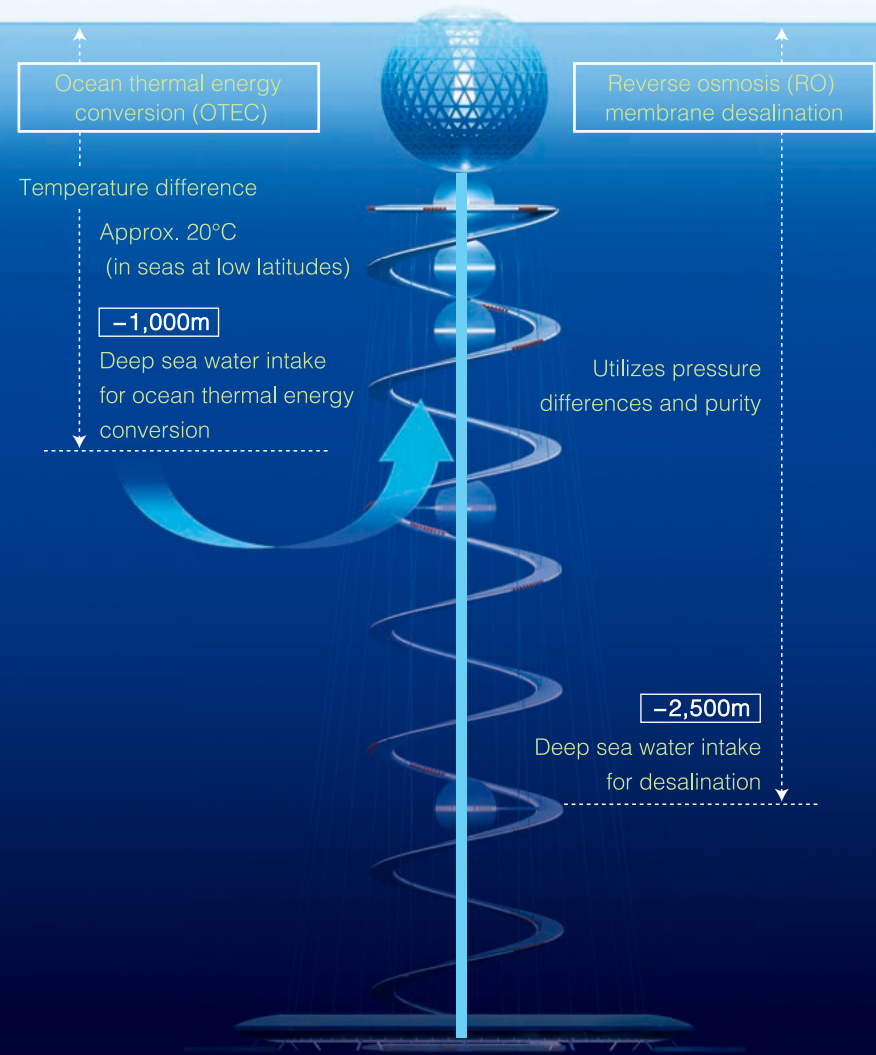 Ocean thermal energy
conversion (OTEC)
Temperature difference
Approx. 20°C
(in seas at low latitudes)
−1,000m
Deep sea water intake
for ocean thermal energy
conversion
Reverse osmosis (RO)
membrane desalination
Utilizes pressure
differences and purity
−2,500m
Deep sea water intake
for desalination